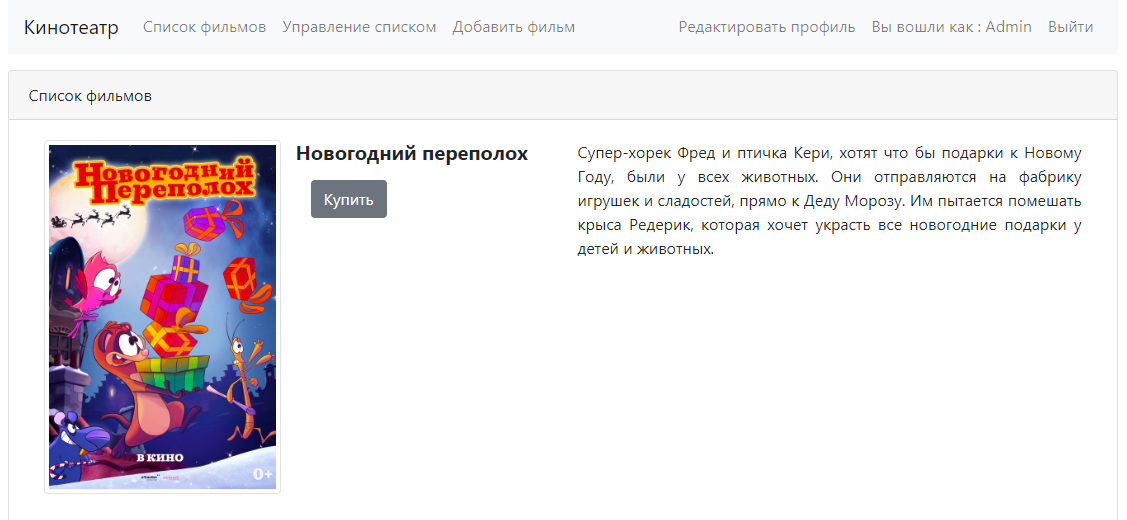 Кинотеатр Список фильмов Управление списком Добавить фильм Редактировать профиль Вы вошли как : Admin Выйти
Список фильмов
Новогодний
Переполох
В КИНО
0+
Новогодний переполох
Купить
Супер-хорек Фред и птичка Кери, хотят что бы подарки к Новому
Году, были у всех животных. Они отправляются на фабрику
игрушек и сладостей, прямо к Деду Морозу. Им пытается помешать
крыса Редерик, которая хочет украсть все новогодние подарки у
детей и животных.